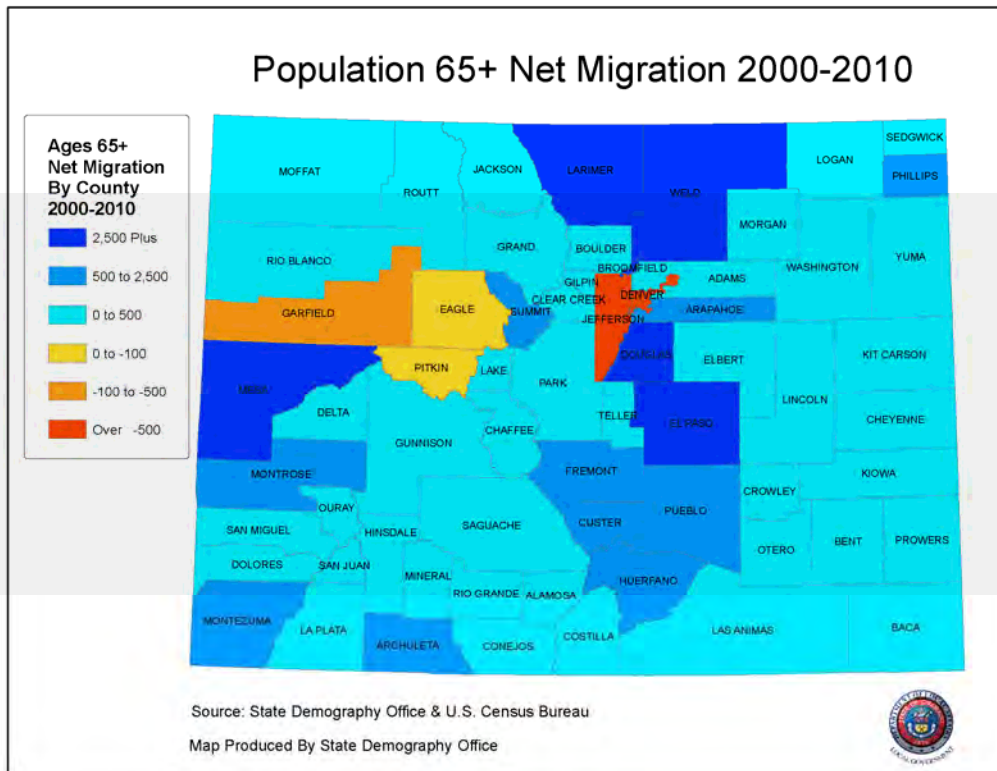 Population 65+ Net Migration 2000-2010
Ages 65+
Net Migration
By County
2000-2010
2,500 Plus
500 to 2,500
0 to 500
0 to -100
-100 to -500
Over -500
MOFFAT
ROUTT
JACKSON
LARIMER
WELD
LOGAN
SEDGWICK
PHILLIPS
MORGAN
GRAND
BOULDER
RIO BLANCO
BROOMFIELD
GILPIN
ADAMS
WASHINGTON
YUMA
CLEAR CREEK
DENVER
GARFIELD
EAGLE
SUMMIT
JEFFERSON
ARAPAHOE
DOUGLAS
ELBERT
KIT CARSON
PITKIN
LAKE
PARK
MESA
DELTA
TELLER
EL PASO
LINCOLN
CHEYENNE
GUNNISON
CHAFFEE
MONTROSE
FREMONT
KIOWA
CROWLEY
OURAY
PUEBLO
SAN MIGUEL
HINSDALE
SAGUACHE
CUSTER
OTERO
BENT
PROWERS
DOLORES
SAN JUAN
MINERAL
HUERFANO
RIO GRANDE
ALAMOSA
MONTEZUMA
LA PLATA
ARCHULETA
CONEJOS
COSTILLA
LAS ANIMAS
BACA
Source: State Demography Office & U.S. Census Bureau
Map Produced By State Demography Office
LOCAL GOVERNMENT